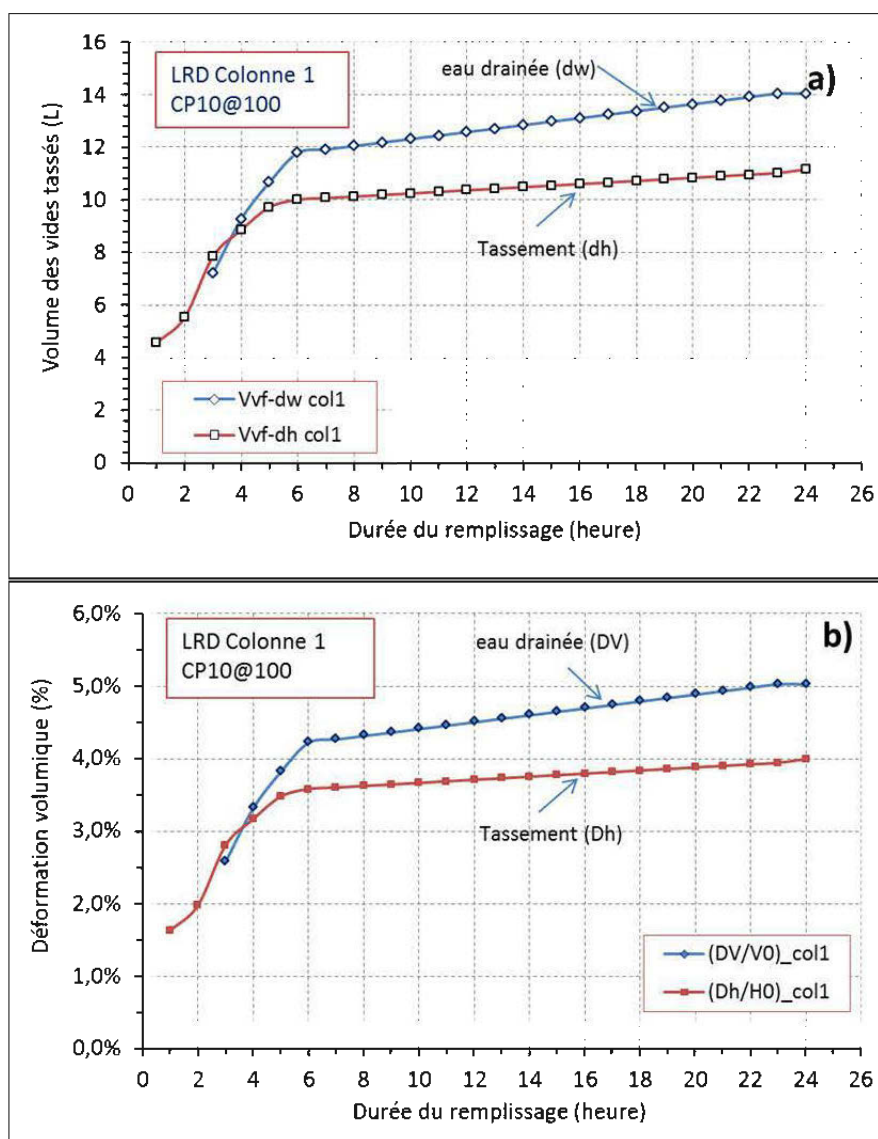 a)
LRD Colonne 1
CP10@100
eau drainée (dw)
Tassement (dh)
Vvf-dw col1
Vvf-dh col1
Volume des vides tassés (L)
16
14
12
10
8
6
4
2
0
0 2 4 6 8 10 12 14 16 18 20 22 24 26
Durée du remplissage (heure)
b)
LRD Colonne 1
CP10@100
eau drainée (DV)
Tassement (Dh)
(DV/V0)_col1
(Dh/H0)_col1
Déformation volumique (%)
6,0%
5,0%
4,0%
3,0%
2,0%
1,0%
0,0%
0 2 4 6 8 10 12 14 16 18 20 22 24 26
Durée du remplissage (heure)